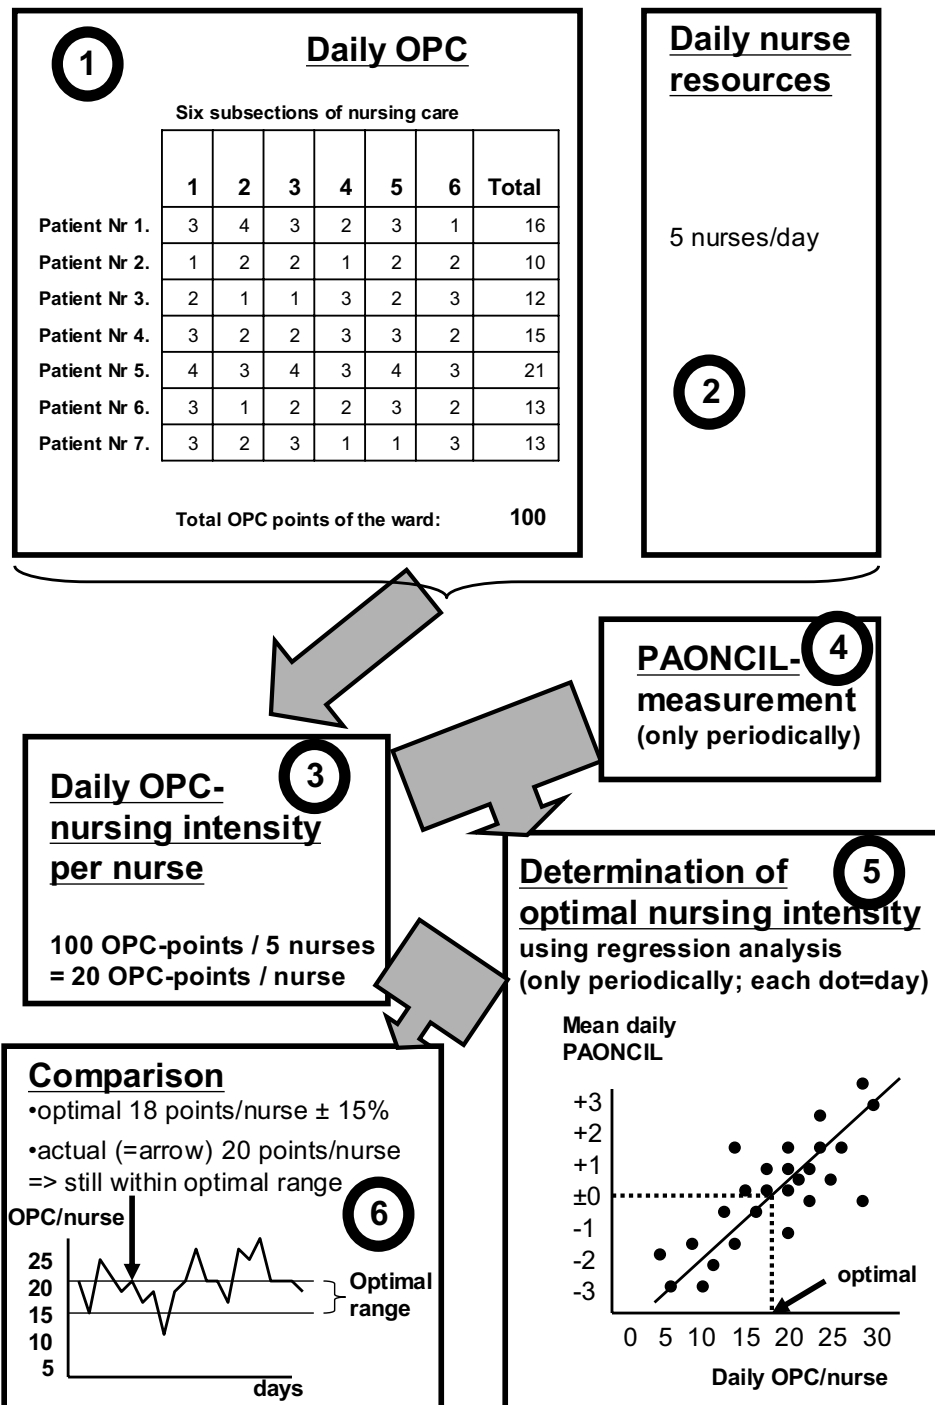 1
Daily OPC
Six subsections of nursing care
1 2 3 4 5 6 Total
Patient Nr 1. 3 4 3 2 3 1 16
Patient Nr 2. 1 2 2 1 2 2 10
Patient Nr 3. 2 1 1 3 2 3 12
Patient Nr 4. 3 2 2 3 3 2 15
Patient Nr 5. 4 3 4 3 4 3 21
Patient Nr 6. 3 1 2 2 3 2 13
Patient Nr 7. 3 2 3 1 1 3 13
Total OPC points of the ward: 100
Daily nurse
resources
5 nurses/day
2
4
PAONCIL-
measurement
(only periodically)
3
Daily OPC-
nursing intensity
per nurse
100 OPC-points / 5 nurses
= 20 OPC-points / nurse
5
Determination of
optimal nursing intensity
using regression analysis
(only periodically; each dot=day)
Mean daily
PAONCIL
+3
+2
+1
±0
-1
-2
-3
optimal
0 5 10 15 20 25 30
Daily OPC/nurse
Comparison
•optimal 18 points/nurse ± 15%
•actual (=arrow) 20 points/nurse
=> still within optimal range
6
OPC/nurse
25
20
15
10
5
Optimal
range
days